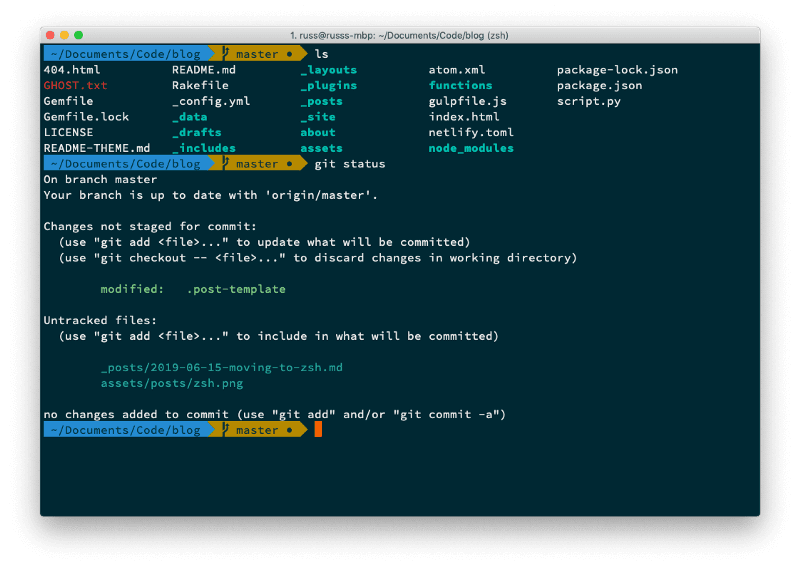 1. russ@russs-mbp: ~/Documents/Code/blog (zsh)
~/Documents/Code/blog master ● ls
404.html README.md _layouts atom.xml package-lock.json
GHOST.txt Rakefile _plugins functions package.json
Gemfile _config.yml _posts gulpfile.js script.py
Gemfile.lock _data _site index.html
LICENSE _drafts about netlify.toml
README-THEME.md _includes assets node_modules
~/Documents/Code/blog master ● git status
On branch master
Your branch is up to date with 'origin/master'.
Changes not staged for commit:
(use "git add <file>..." to update what will be committed)
(use "git checkout -- <file>..." to discard changes in working directory)
modified: .post-template
Untracked files:
(use "git add <file>..." to include in what will be committed)
_posts/2019-06-15-moving-to-zsh.md
assets/posts/zsh.png
no changes added to commit (use "git add" and/or "git commit -a")
~/Documents/Code/blog master ●